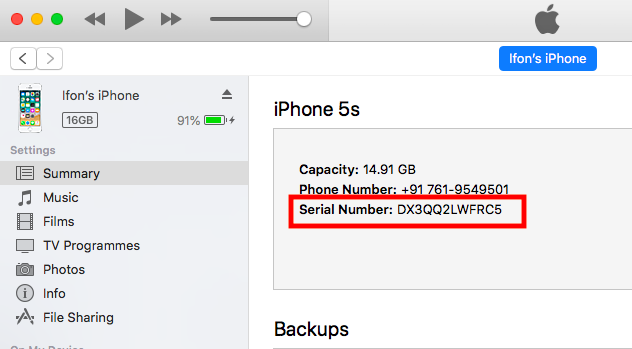 Ifon's iPhone
Ifon's iPhone
16GB
91%
Settings
Summary
Music
Films
TV Programmes
Photos
Info
File Sharing
iPhone 5s
Capacity: 14.91 GB
Phone Number: +91 761-9549501
Serial Number: DX3QQ2LWFRC5
Backups